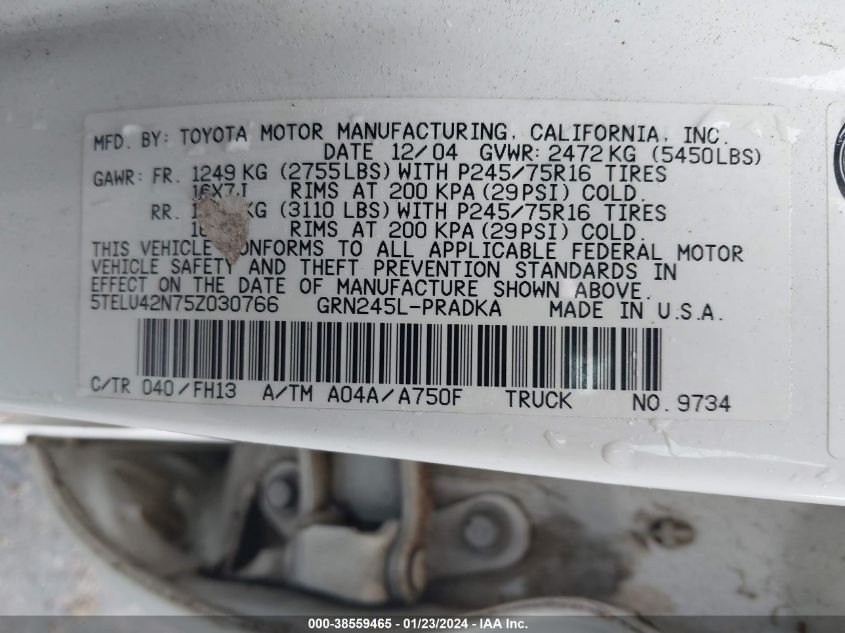 MFD. BY: TOYOTA MOTOR MANUFACTURING, CALIFORNIA, INC.
DATE 12/04 GVWR: 2472 KG (5450LBS)
GAWR: FR. 1249 KG (2755LBS) WITH P245/75R16 TIRES
16X7J RIMS AT 200 KPA (29PSI) COLD.
RR. KG (3110 LBS) WITH P245/75R16 TIRES
RIMS AT 200 KPA (29PSI) COLD.
THIS VEHICLE CONFORMS TO ALL APPLICABLE FEDERAL MOTOR
VEHICLE SAFETY AND THEFT PREVENTION STANDARDS IN
EFFECT ON THE DATE OF MANUFACTURE SHOWN ABOVE.
5TELU42N75Z030766 GRN245L-PRADKA MADE IN U.S.A.
C/TR 040/FH13 A/TM A04A/A750F TRUCK NO. 9734
000-38559465 - 01/23/2024 - IAA Inc.